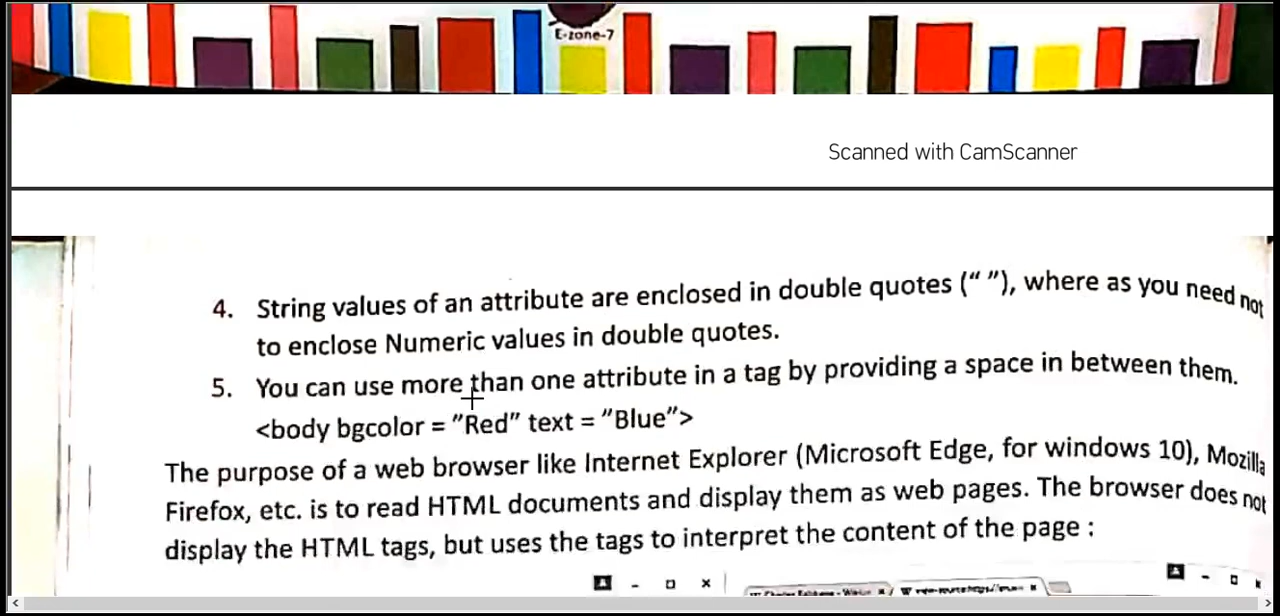 E-zone-7
Scanned with CamScanner
4. String values of an attribute are enclosed in double quotes (“ ”), where as you need not
to enclose Numeric values in double quotes.
5. You can use more than one attribute in a tag by providing a space in between them.
<body bgcolor = ”Red” text = ”Blue”>
The purpose of a web browser like Internet Explorer (Microsoft Edge, for windows 10), Mozilla
Firefox, etc. is to read HTML documents and display them as web pages. The browser does not
display the HTML tags, but uses the tags to interpret the content of the page :